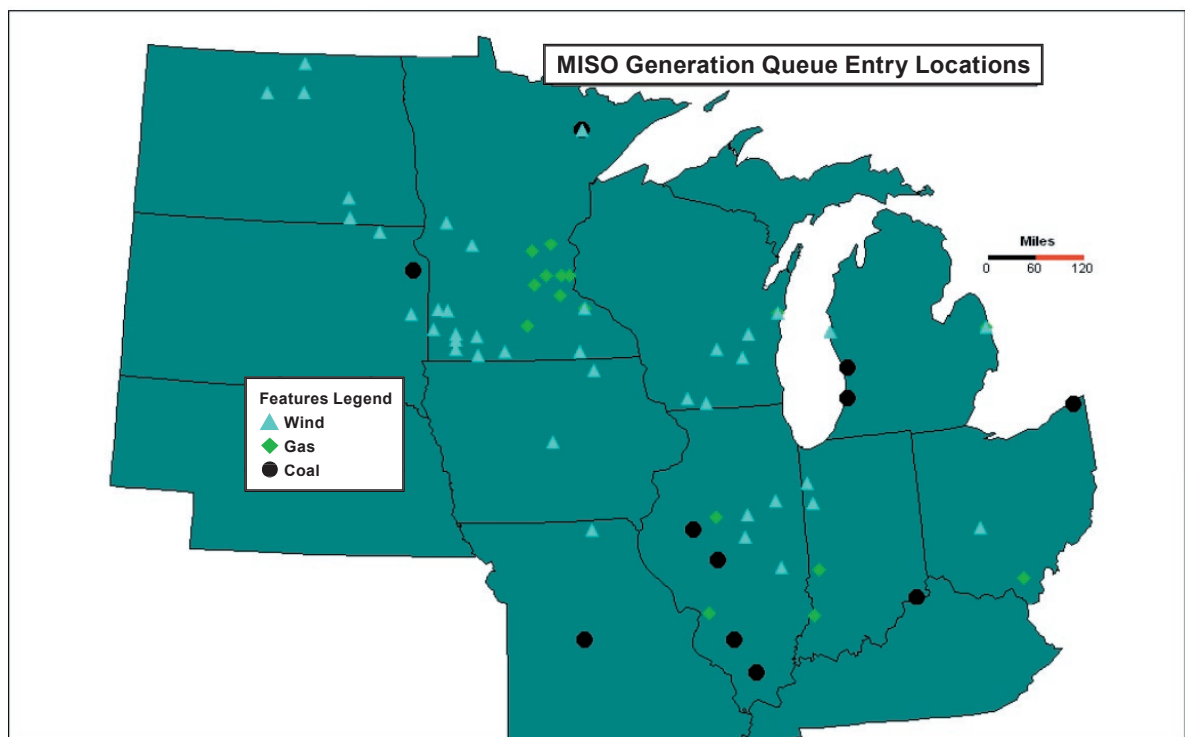 MISO Generation Queue Entry Locations
Miles
0 60 120
Features Legend
Wind
Gas
Coal